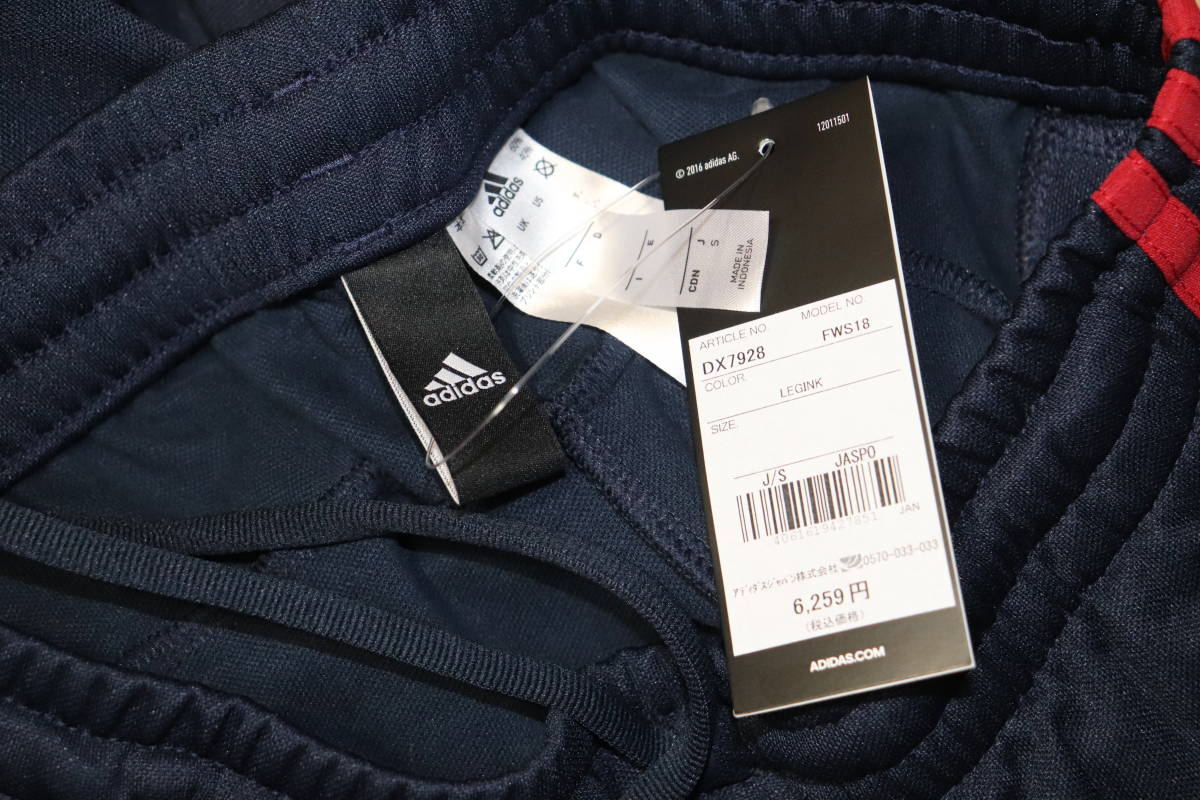 12011501
© 2016 adidas AG.
adidas
UK
US
F
D
I
E
CDN
J
S
MADE IN
INDONESIA
adidas
ARTICLE NO.
MODEL NO.
DX7928
FWS18
COLOR.
LEGINK
SIZE.
J/S
JASPO
4061619427851
JAN
アディダスジャパン株式会社
0570-033-033
6,259円
(税込価格)
ADIDAS.COM